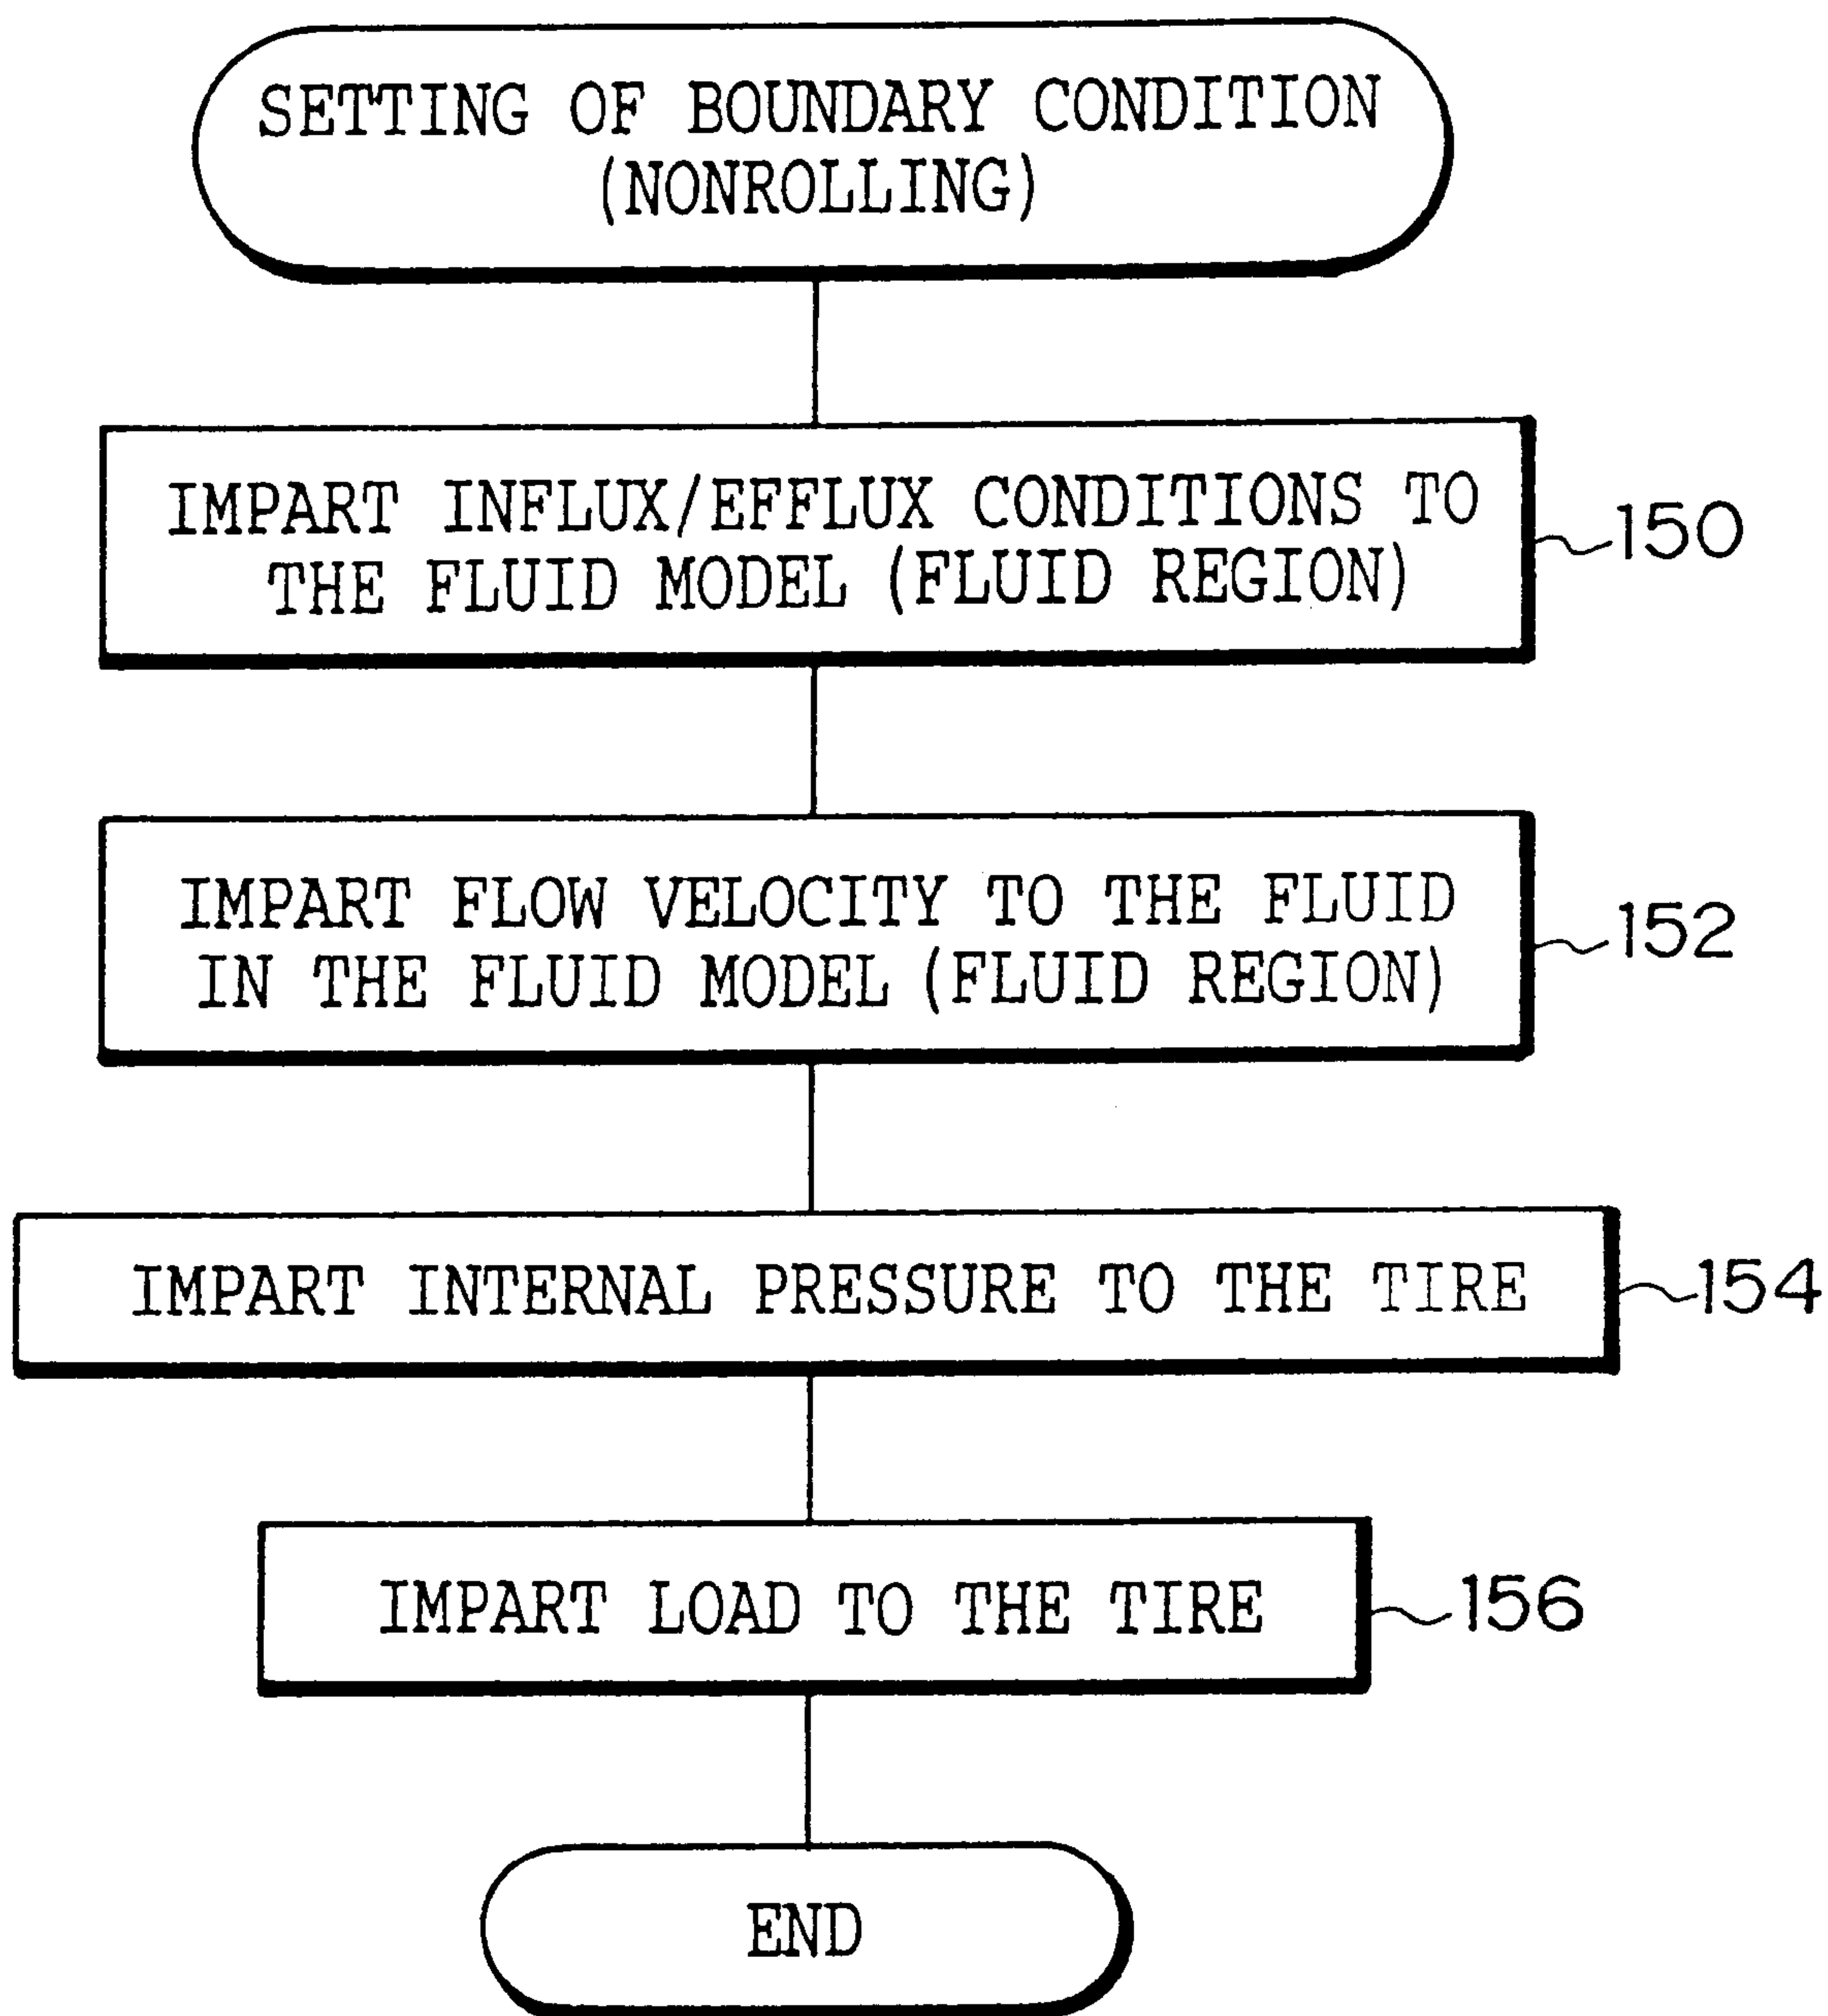 SETTING OF BOUNDARY CONDITION
(NONROLLING)
IMPART INFLUX/EFFLUX CONDITIONS TO
THE FLUID MODEL (FLUID REGION)
150
IMPART FLOW VELOCITY TO THE FLUID
IN THE FLUID MODEL (FLUID REGION)
152
IMPART INTERNAL PRESSURE TO THE TIRE
154
IMPART LOAD TO THE TIRE
156
END